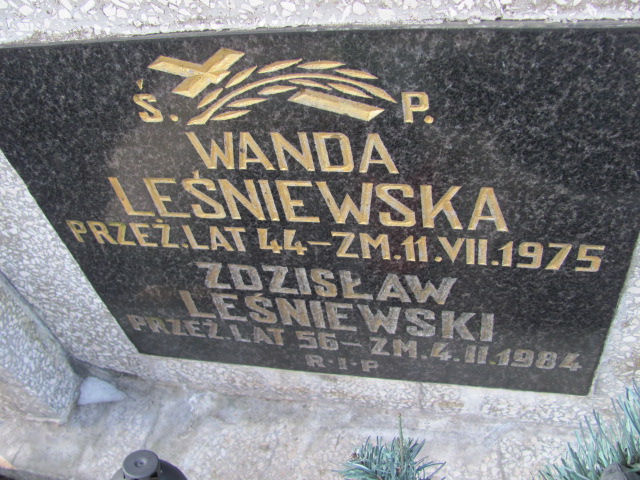 Ś. P.
WANDA
LEŚNIEWSKA
PRZEŻ. LAT 44 - ZM. 11. VII. 1975
ZDZISŁAW
LEŚNIEWSKI
PRZEŻ. LAT 56 - ZM. 4. II. 1984
R-I-P